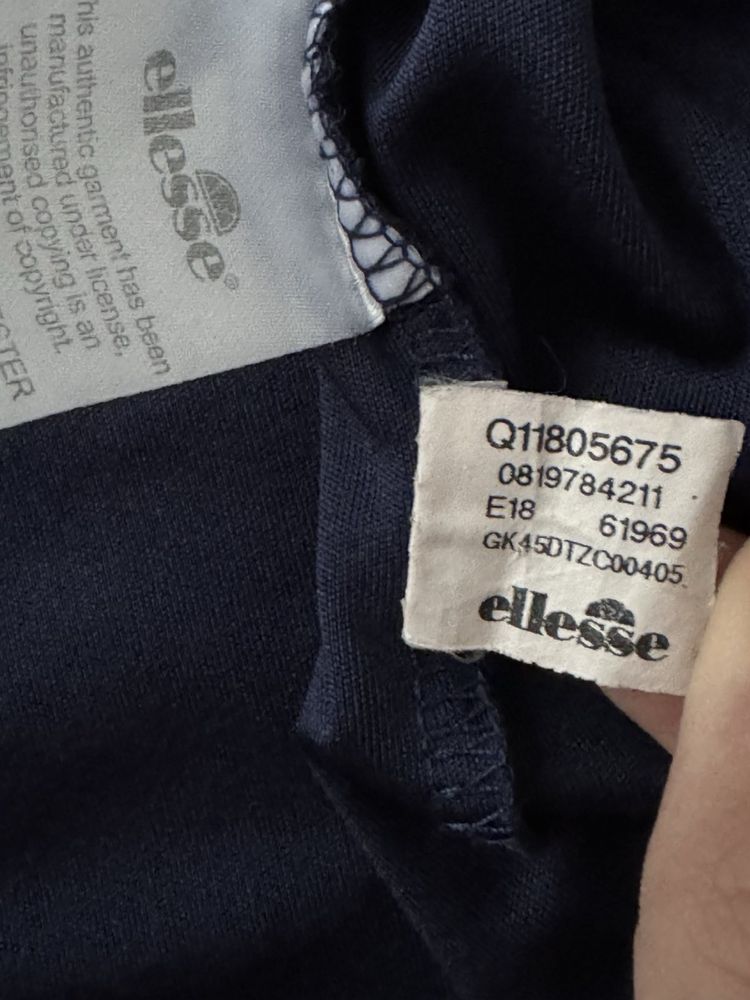 ellesse®
This authentic garment has been
manufactured under license,
unauthorised copying is an
infringement of copyright.
Q11805675
0819784211
E18 61969
GK45DTZC00405
ellesse